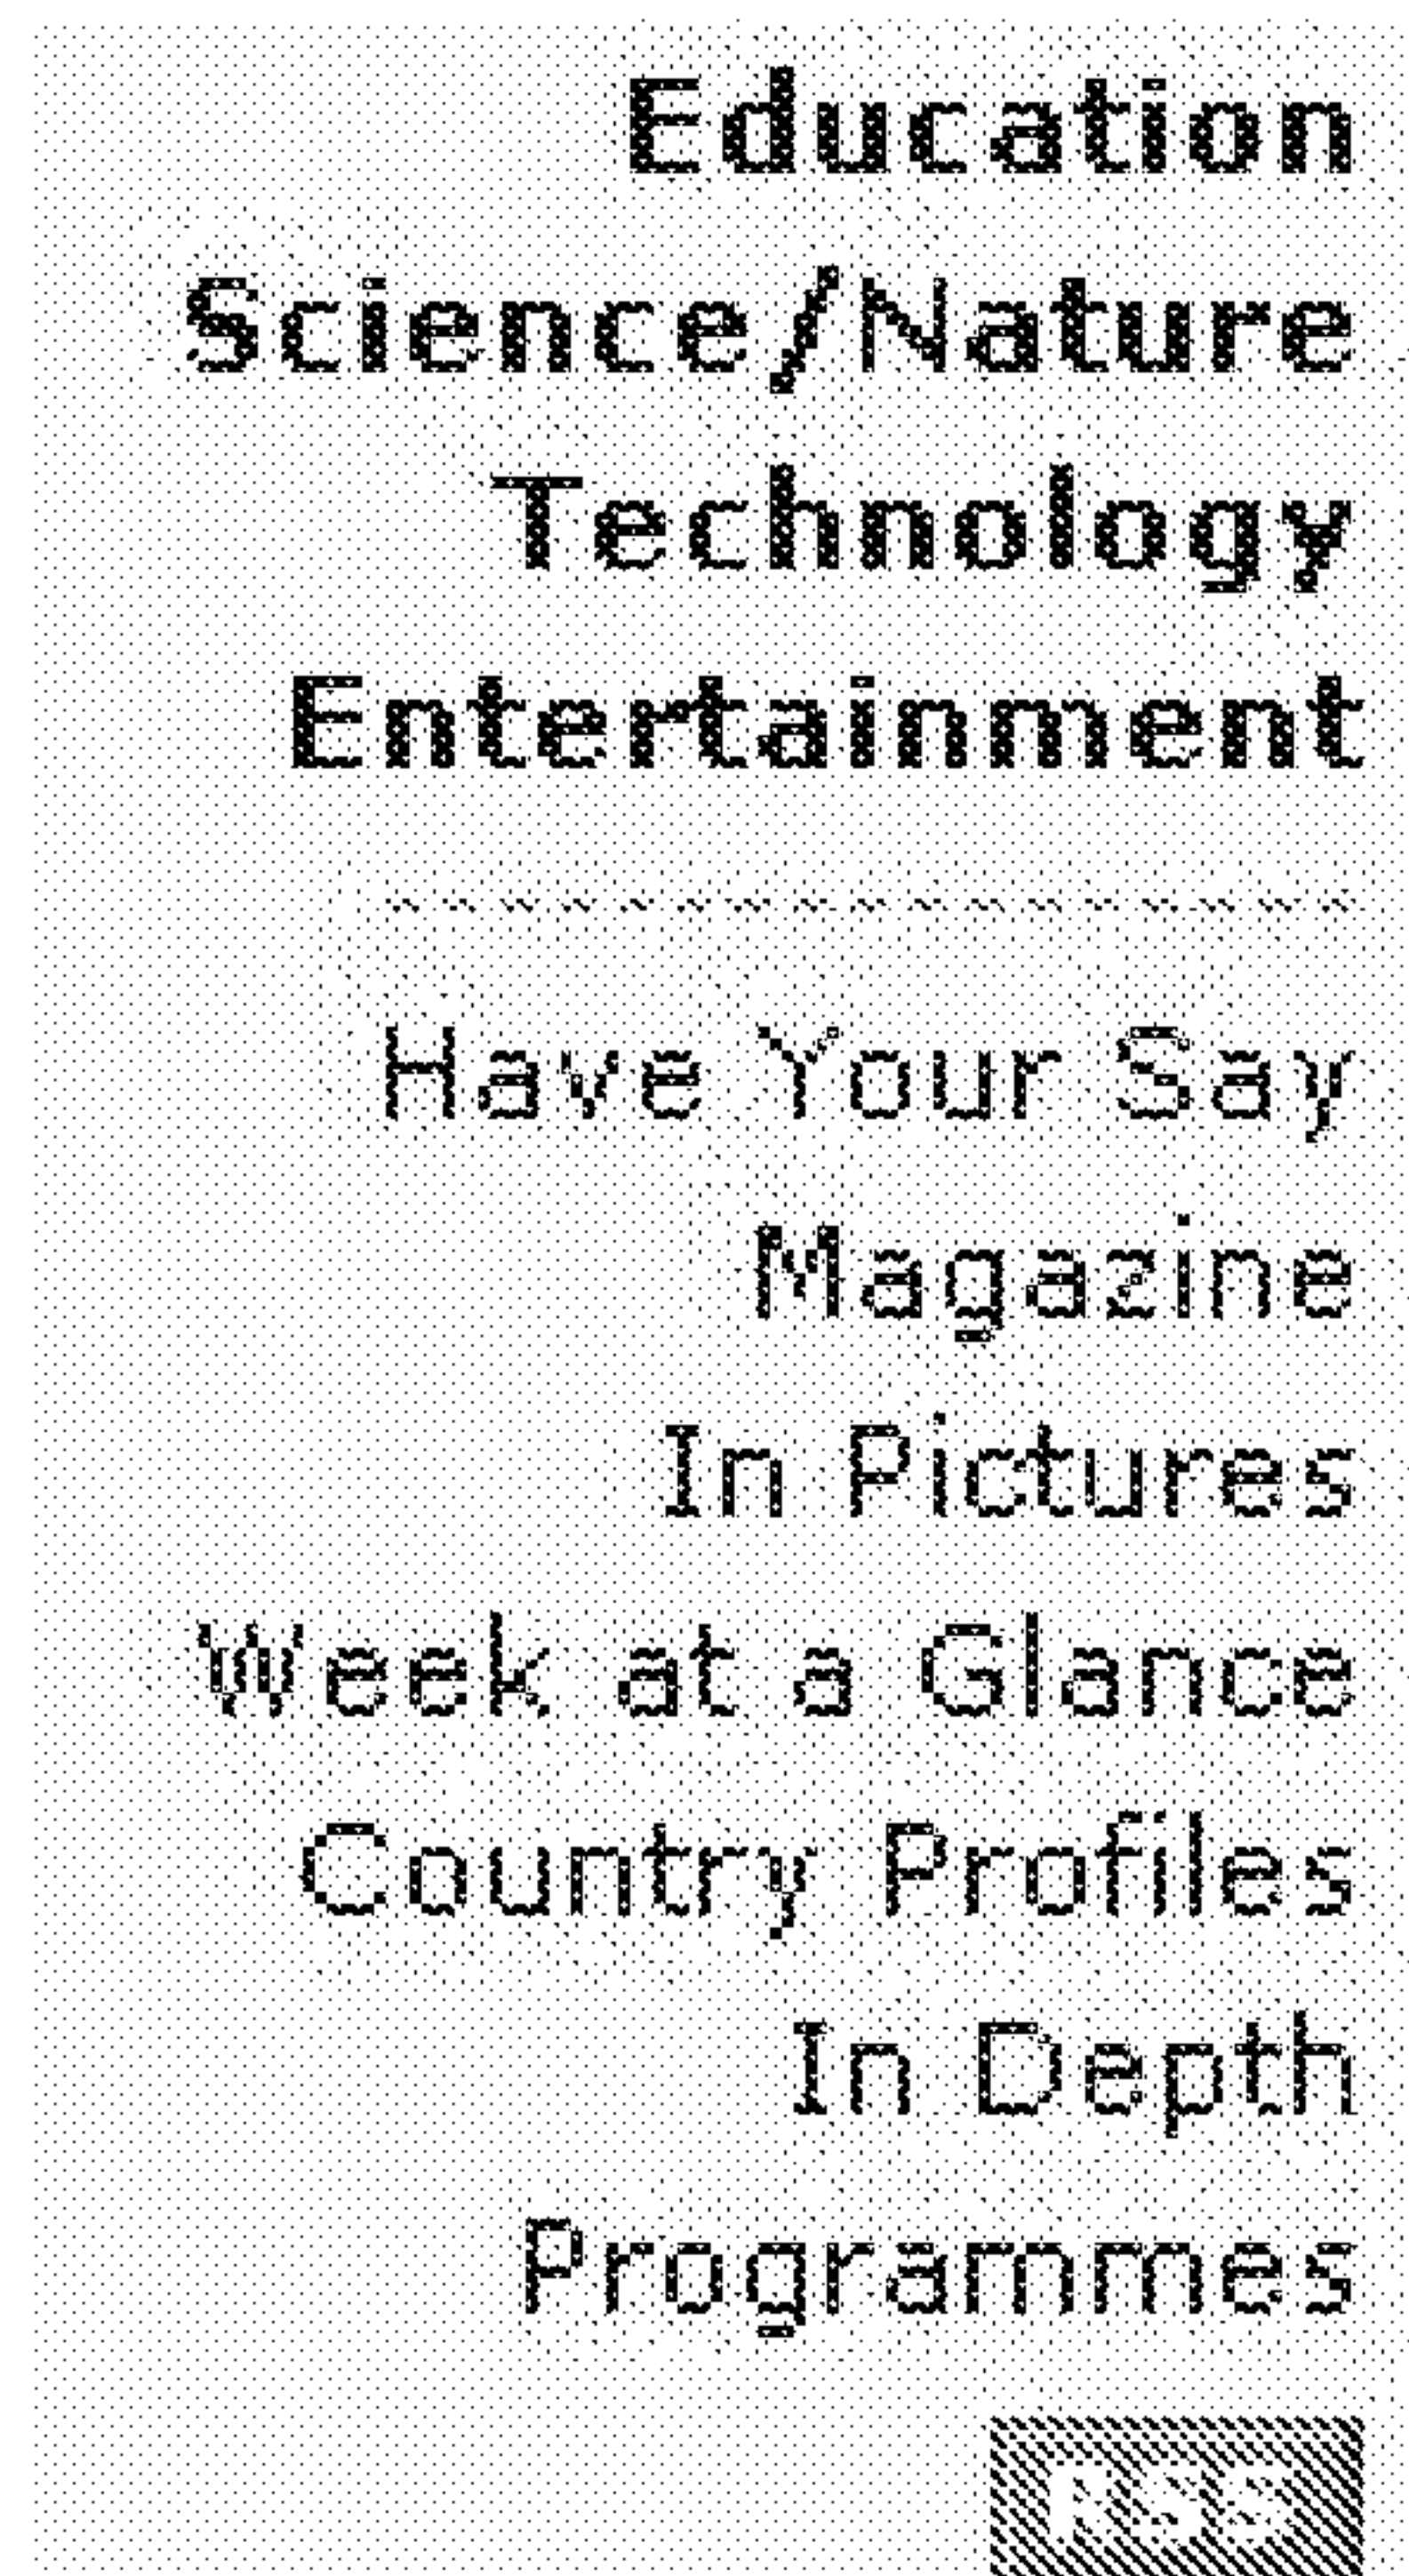 Education
Science/Nature
Technology
Entertainment
Have Your Say
Magazine
In Pictures
Week at a Glance
Country Profiles
In Depth
Programmes
RSS